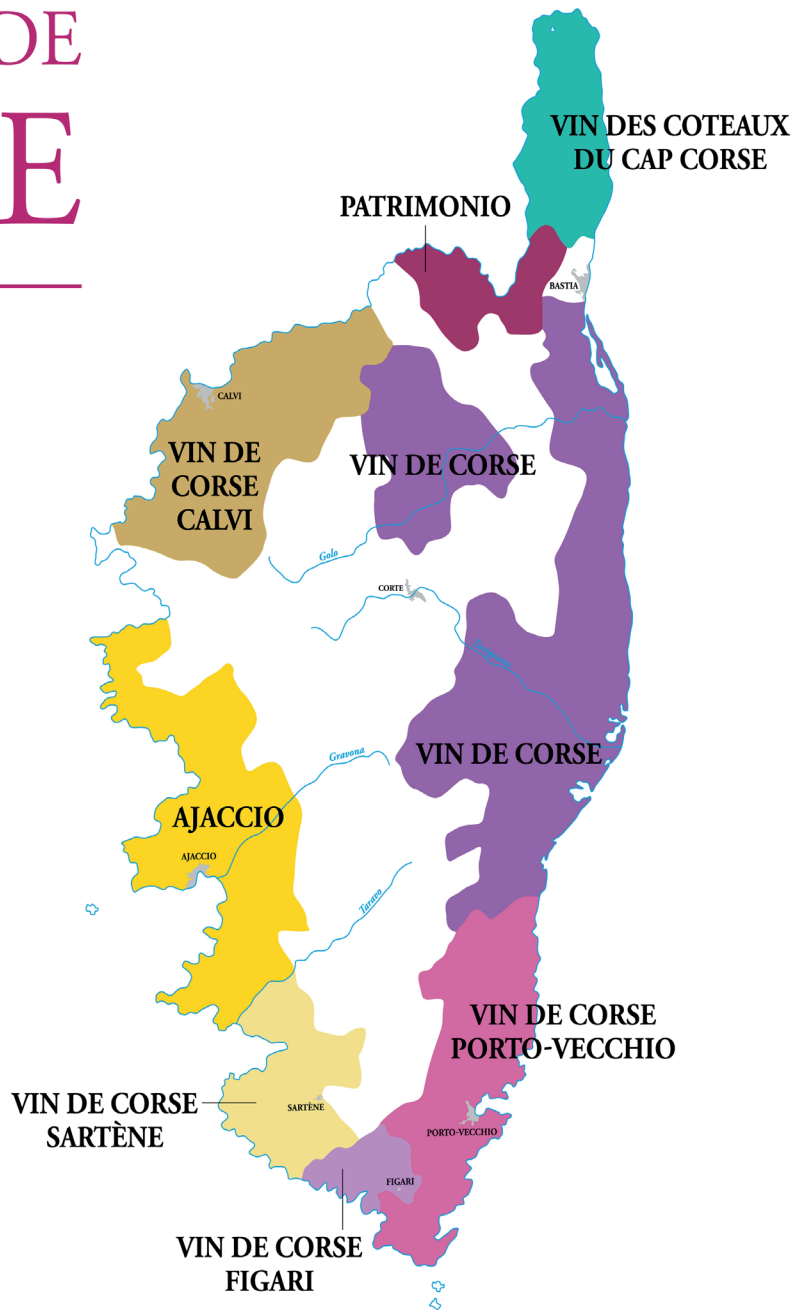 DE
E
VIN DES COTEAUX
DU CAP CORSE
PATRIMONIO
BASTIA
CALVI
VIN DE
CORSE
CALVI
VIN DE CORSE
Golo
CORTE
VIN DE CORSE
Gravona
AJACCIO
AJACCIO
Taravo
VIN DE CORSE
PORTO-VECCHIO
VIN DE CORSE
SARTÈNE
SARTÈNE
PORTO-VECCHIO
FIGARI
VIN DE CORSE
FIGARI